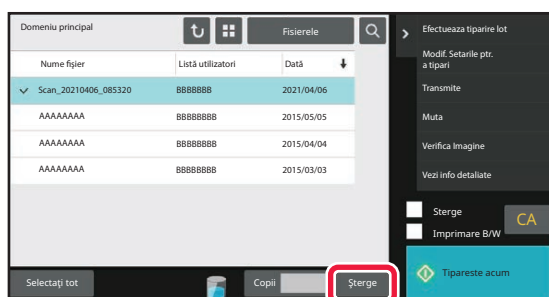 Domeniu principal
Fisierele
Nume fişier Listă utilizatori Dată
Scan_20210406_085320 BBBBBBB 2021/04/06
AAAAAAAA BBBBBBBB 2015/05/05
AAAAAAAA BBBBBBBB 2015/04/04
AAAAAAAA BBBBBBBB 2015/03/03
Selectaţi tot
Copii
Şterge
Efectueaza tiparire lot
Modif. Setarile ptr.
a tipari
Transmite
Muta
Verifica Imagine
Vezi info detaliate
Sterge
Imprimare B/W
CA
Tipareste acum